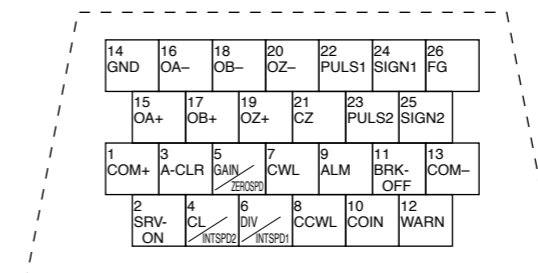 14 16 18 20 22 24 26
GND OA– OB– OZ– PULS1 SIGN1 FG
15 17 19 21 23 25
OA+ OB+ OZ+ CZ PULS2 SIGN2
1 3 5 7 9 11 13
COM+ A-CLR GAIN/ZEROSPD CWL ALM BRK-OFF COM–
2 4 6 8 10 12
SRV-ON CL/INTSPD2 DIV/INTSPD1 CCWL COIN WARN